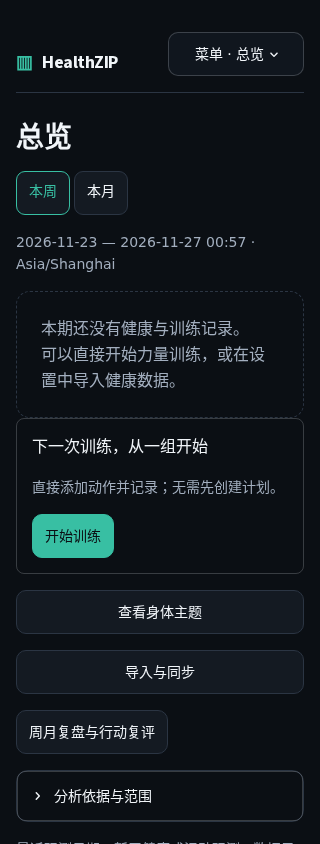 HealthZIP
菜单 · 总览
总览
本周
本月
2026-11-23 — 2026-11-27 00:57 ·
Asia/Shanghai
本期还没有健康与训练记录。
可以直接开始力量训练，或在设
置中导入健康数据。
下一次训练，从一组开始
直接添加动作并记录；无需先创建计划。
开始训练
查看身体主题
导入与同步
周月复盘与行动复评
分析依据与范围